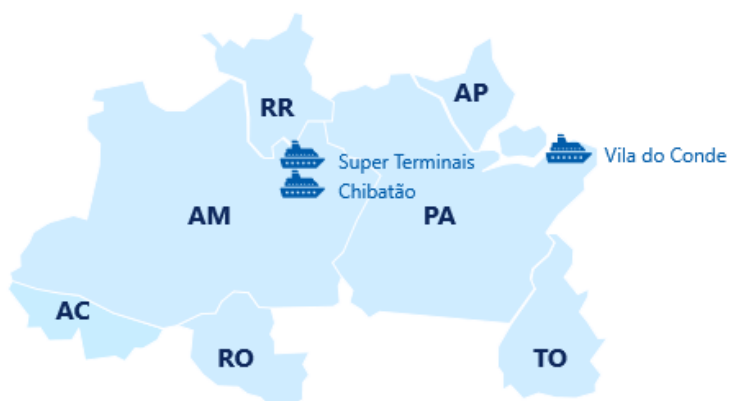 AP
RR
Vila do Conde
Super Terminais
Chibatão
AM
PA
AC
RO
TO